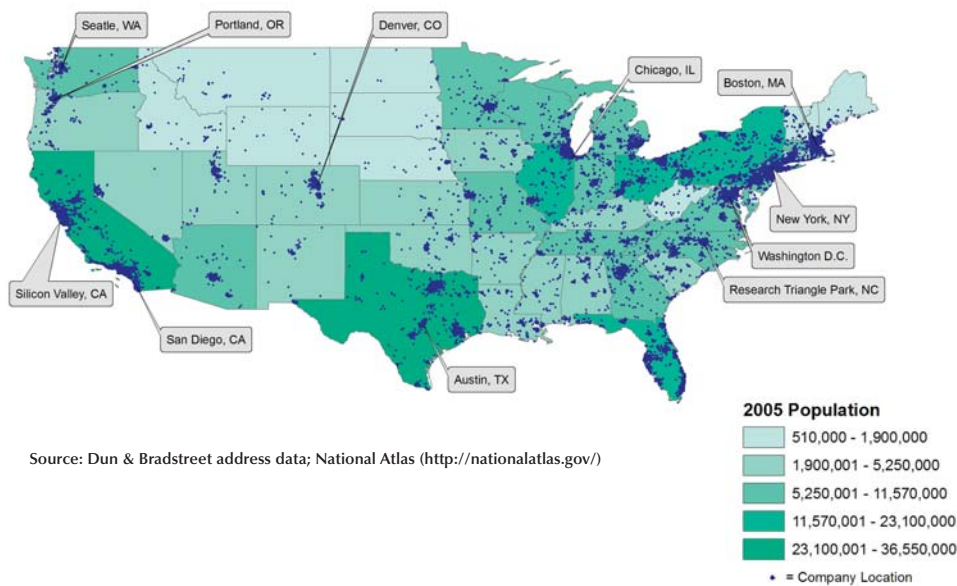 Seatle, WA
Portland, OR
Denver, CO
Chicago, IL
Boston, MA
New York, NY
Washington D.C.
Research Triangle Park, NC
Silicon Valley, CA
San Diego, CA
Austin, TX
2005 Population
510,000 - 1,900,000
1,900,001 - 5,250,000
5,250,001 - 11,570,000
11,570,001 - 23,100,000
23,100,001 - 36,550,000
= Company Location
Source: Dun & Bradstreet address data; National Atlas (http://nationalatlas.gov/)